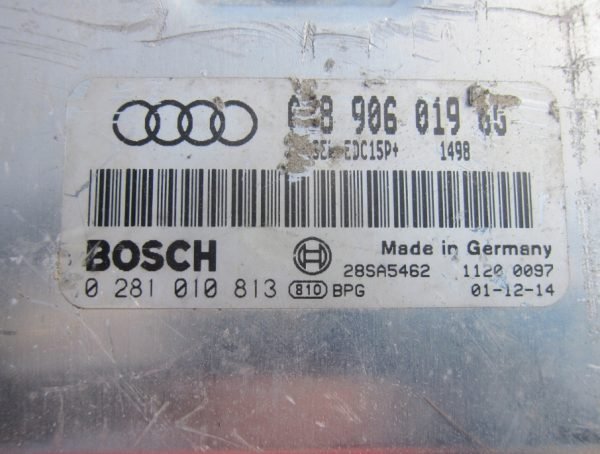 906 019
EDC15P+ 1498
BOSCH Made in Germany
28SA5462 1120 0097
0 281 010 813 810 BPG 01-12-14